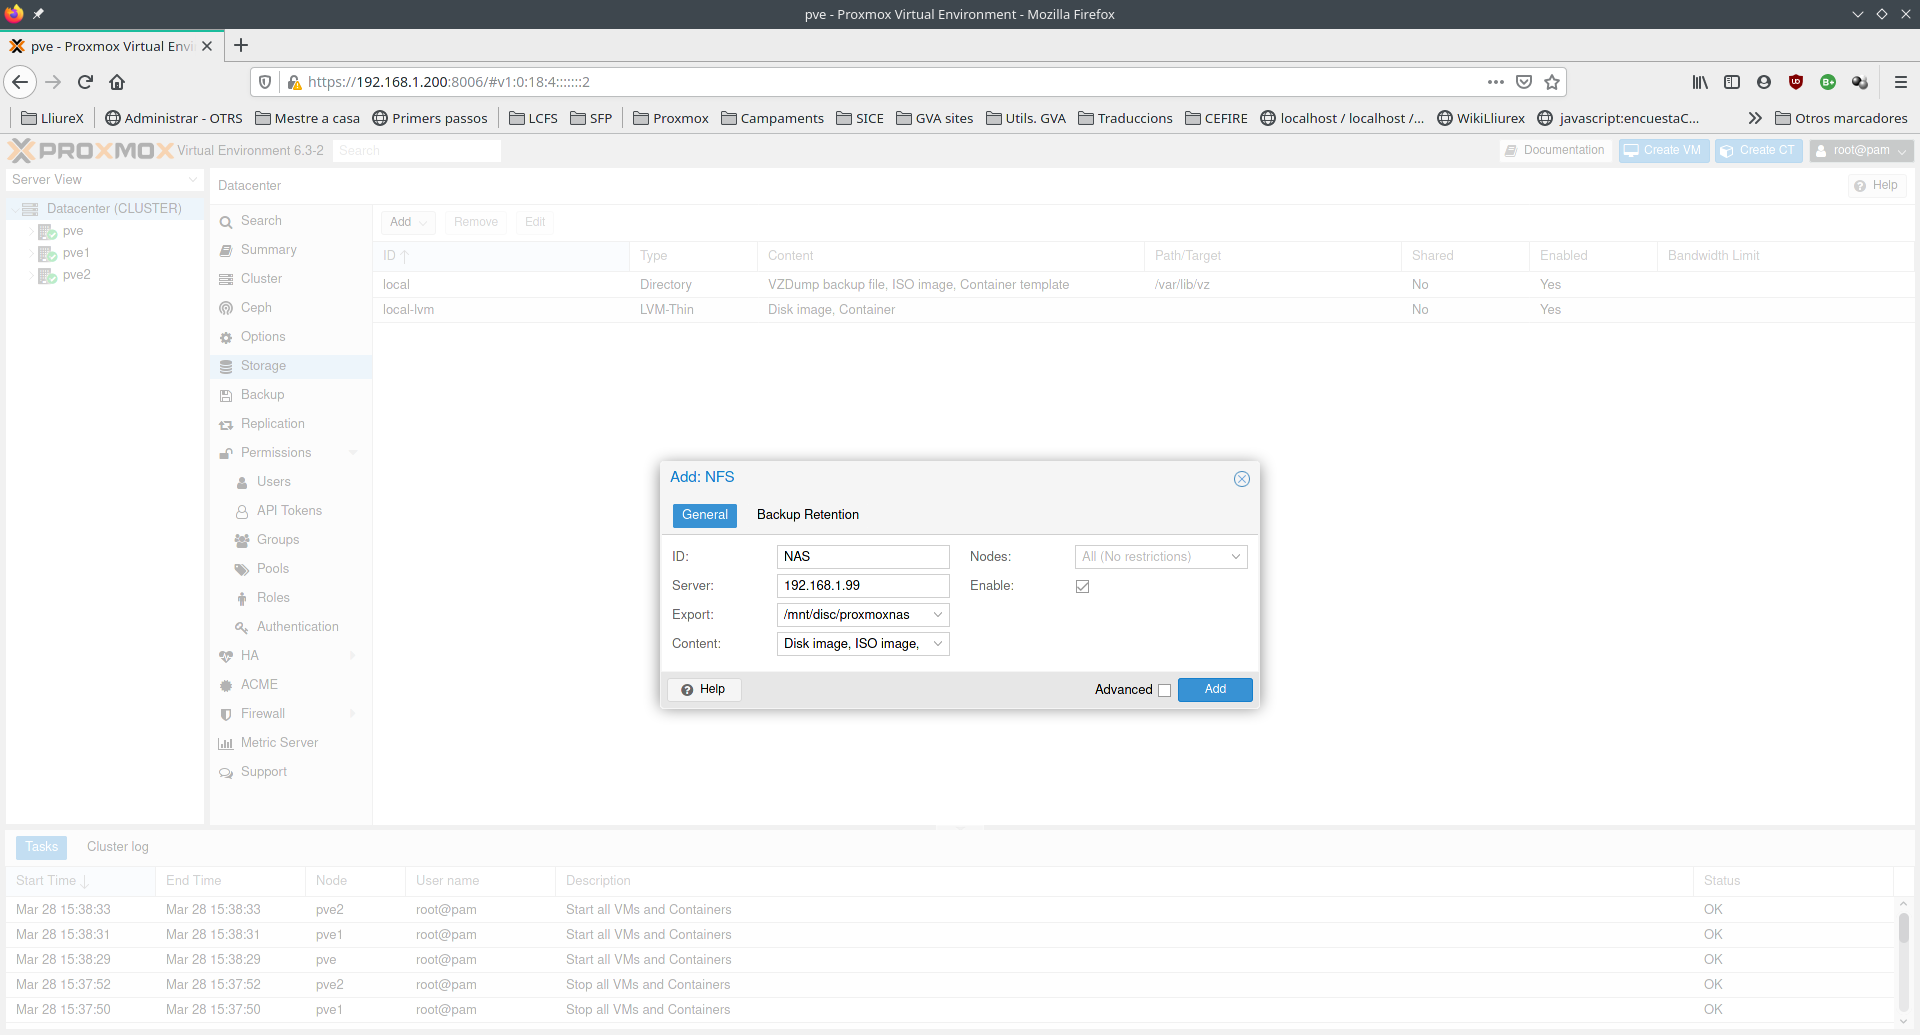 pve - Proxmox Virtual Environment - Mozilla Firefox
pve - Proxmox Virtual Envi
https://192.168.1.200:8006/#v1:0:18:4:::::::2
LliureX Administrar - OTRS Mestre a casa Primers passos LCFS SFP Proxmox Campaments SICE GVA sites Utils. GVA Traduccions CEFIRE localhost / localhost /... WikiLliurex javascript:encuestaC... Otros marcadores
PROXMOX Virtual Environment 6.3-2 Search Documentation Create VM Create CT root@pam
Server View
Datacenter Help
Datacenter (CLUSTER)
pve
pve1
pve2
Search
Summary
Cluster
Ceph
Options
Storage
Backup
Replication
Permissions
Users
API Tokens
Groups
Pools
Roles
Authentication
HA
ACME
Firewall
Metric Server
Support
Add Remove Edit
ID Type Content Path/Target Shared Enabled Bandwidth Limit
local Directory VZDump backup file, ISO image, Container template /var/lib/vz No Yes
local-lvm LVM-Thin Disk image, Container No Yes
Add: NFS
General Backup Retention
ID: NAS Nodes: All (No restrictions)
Server: 192.168.1.99 Enable:
Export: /mnt/disc/proxmoxnas
Content: Disk image, ISO image,
Help Advanced Add
Tasks Cluster log
Start Time End Time Node User name Description Status
Mar 28 15:38:33 Mar 28 15:38:33 pve2 root@pam Start all VMs and Containers OK
Mar 28 15:38:31 Mar 28 15:38:31 pve1 root@pam Start all VMs and Containers OK
Mar 28 15:38:29 Mar 28 15:38:29 pve root@pam Start all VMs and Containers OK
Mar 28 15:37:52 Mar 28 15:37:52 pve2 root@pam Stop all VMs and Containers OK
Mar 28 15:37:50 Mar 28 15:37:50 pve1 root@pam Stop all VMs and Containers OK